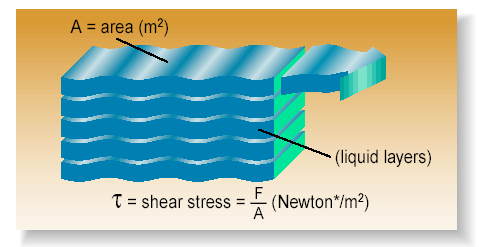 A = area (m²)
(liquid layers)
τ = shear stress = F/A (Newton*/m²)